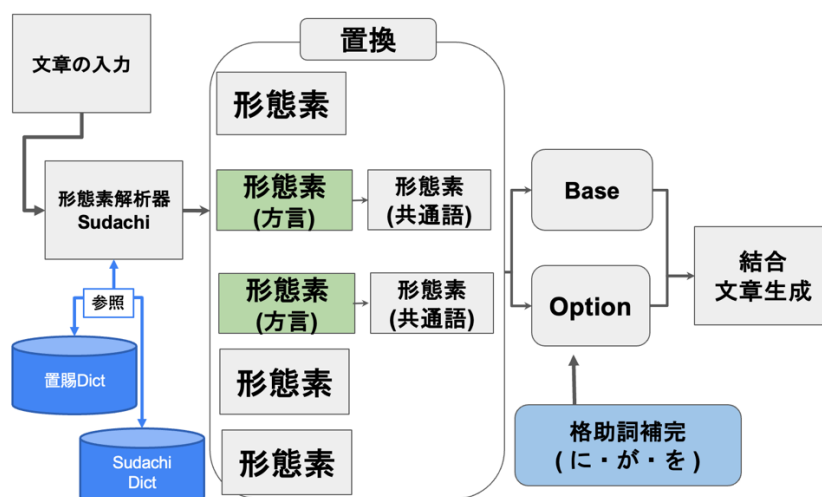 文章の入力
形態素解析器
Sudachi
参照
置賜Dict
Sudachi
Dict
置換
形態素
形態素
(方言)
形態素
(共通語)
形態素
(方言)
形態素
(共通語)
形態素
形態素
Base
Option
格助詞補完
( に・が・を )
結合
文章生成